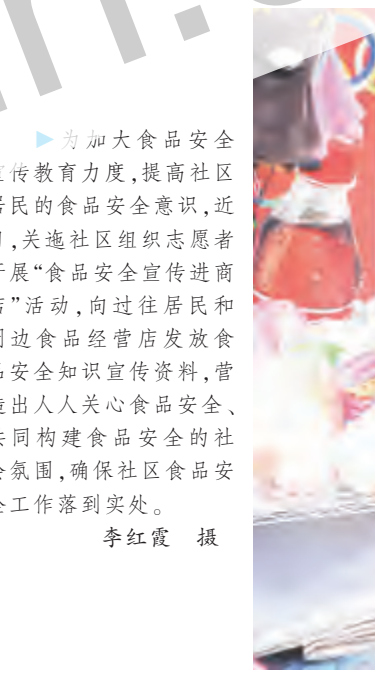 ▶为加大食品安全
宣传教育力度,提高社区
居民的食品安全意识,近
日,关迤社区组织志愿者
开展“食品安全宣传进商
店”活动,向过往居民和
周边食品经营店发放食
品安全知识宣传资料,营
造出人人关心食品安全、
共同构建食品安全的社
会氛围,确保社区食品安
全工作落到实处。
李红霞 摄